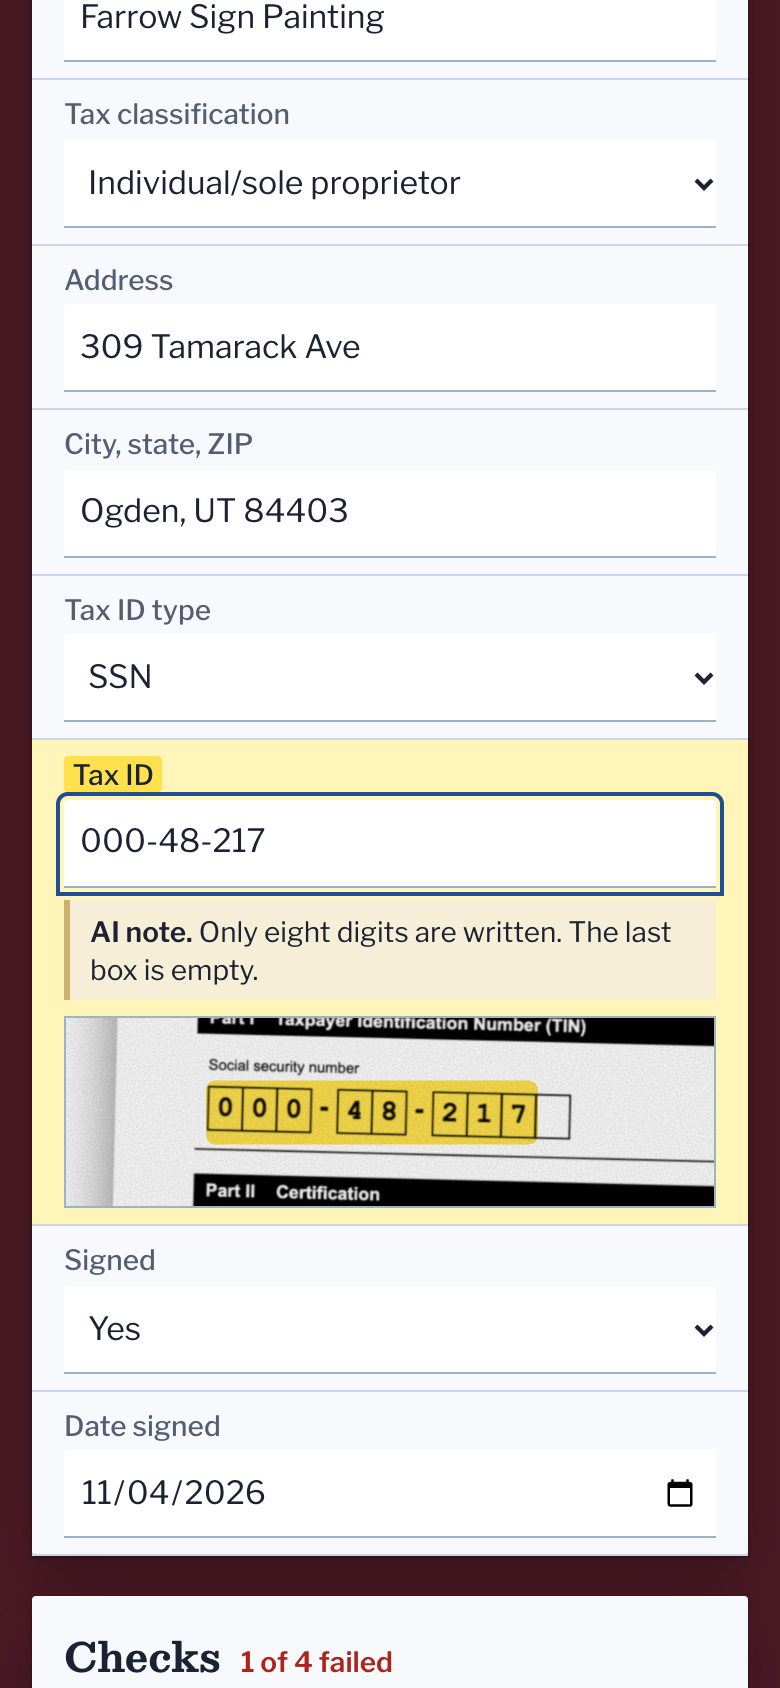 Farrow Sign Painting
Tax classification
Individual/sole proprietor
Address
309 Tamarack Ave
City, state, ZIP
Ogden, UT 84403
Tax ID type
SSN
Tax ID
000-48-217
AI note. Only eight digits are written. The last
box is empty.
Part I Taxpayer Identification Number (TIN)
Social security number
0 0 0 - 4 8 - 2 1 7
Part II Certification
Signed
Yes
Date signed
11/04/2026
Checks 1 of 4 failed